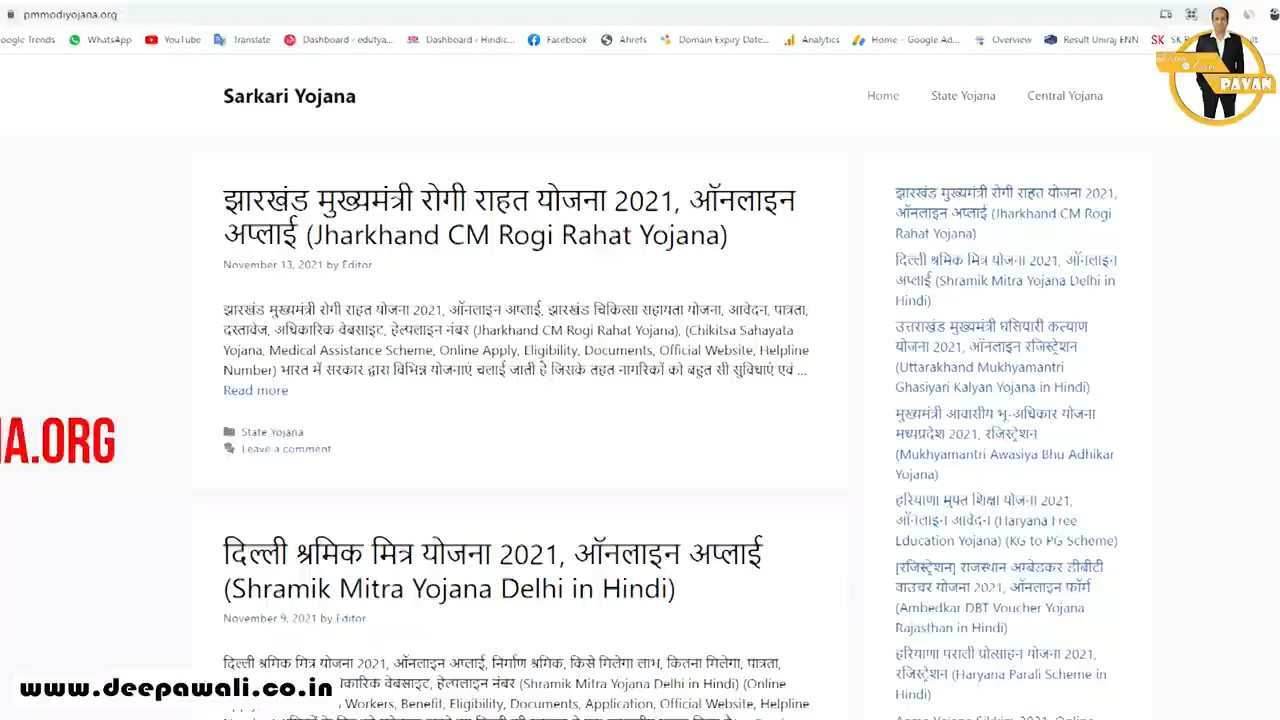 pmmodiyojana.org
oogle Trends WhatsApp YouTube Translate Dashboard - edutya... Dashboard - Hindic... Facebook Ahrefs Domain Expiry Date... Analytics Home – Google Ad... Overview Result Uniraj ENN SK
PAVAN
Sarkari Yojana
Home State Yojana Central Yojana
झारखंड मुख्यमंत्री रोगी राहत योजना 2021, ऑनलाइन
अप्लाई (Jharkhand CM Rogi Rahat Yojana)
November 13, 2021 by Editor
झारखंड मुख्यमंत्री रोगी राहत योजना 2021, ऑनलाइन अप्लाई, झारखंड चिकित्सा सहायता योजना, आवेदन, पात्रता,
दस्तावेज, अधिकारिक वेबसाइट, हेल्पलाइन नंबर (Jharkhand CM Rogi Rahat Yojana), (Chikitsa Sahayata
Yojana, Medical Assistance Scheme, Online Apply, Eligibility, Documents, Official Website, Helpline
Number) भारत में सरकार द्वारा विभिन्न योजनाएं चलाई जाती है जिसके तहत नागरिकों को बहुत सी सुविधाएं एवं ...
Read more
State Yojana
Leave a comment
A.ORG
दिल्ली श्रमिक मित्र योजना 2021, ऑनलाइन अप्लाई
(Shramik Mitra Yojana Delhi in Hindi)
November 9, 2021 by Editor
दिल्ली श्रमिक मित्र योजना 2021, ऑनलाइन अप्लाई, निर्माण श्रमिक, किसे मिलेगा लाभ, कितना मिलेगा, पात्रता,
कारिक वेबसाइट, हेल्पलाइन नंबर (Shramik Mitra Yojana Delhi in Hindi) (Online
Workers, Benefit, Eligibility, Documents, Application, Official Website, Helpline
www.deepawali.co.in
झारखंड मुख्यमंत्री रोगी राहत योजना 2021,
ऑनलाइन अप्लाई (Jharkhand CM Rogi
Rahat Yojana)
दिल्ली श्रमिक मित्र योजना 2021, ऑनलाइन
अप्लाई (Shramik Mitra Yojana Delhi in
Hindi)
उत्तराखंड मुख्यमंत्री घसियारी कल्याण
योजना 2021, ऑनलाइन रजिस्ट्रेशन
(Uttarakhand Mukhyamantri
Ghasiyari Kalyan Yojana in Hindi)
मुख्यमंत्री आवासीय भू-अधिकार योजना
मध्यप्रदेश 2021, रजिस्ट्रेशन
(Mukhyamantri Awasiya Bhu Adhikar
Yojana)
हरियाणा मुफ्त शिक्षा योजना 2021,
ऑनलाइन आवेदन (Haryana Free
Education Yojana) (KG to PG Scheme)
[रजिस्ट्रेशन] राजस्थान अम्बेडकर डीबीटी
वाउचर योजना 2021, ऑनलाइन फॉर्म
(Ambedkar DBT Voucher Yojana
Rajasthan in Hindi)
हरियाणा पराली प्रोत्साहन योजना 2021,
रजिस्ट्रेशन (Haryana Parali Scheme in
Hindi)